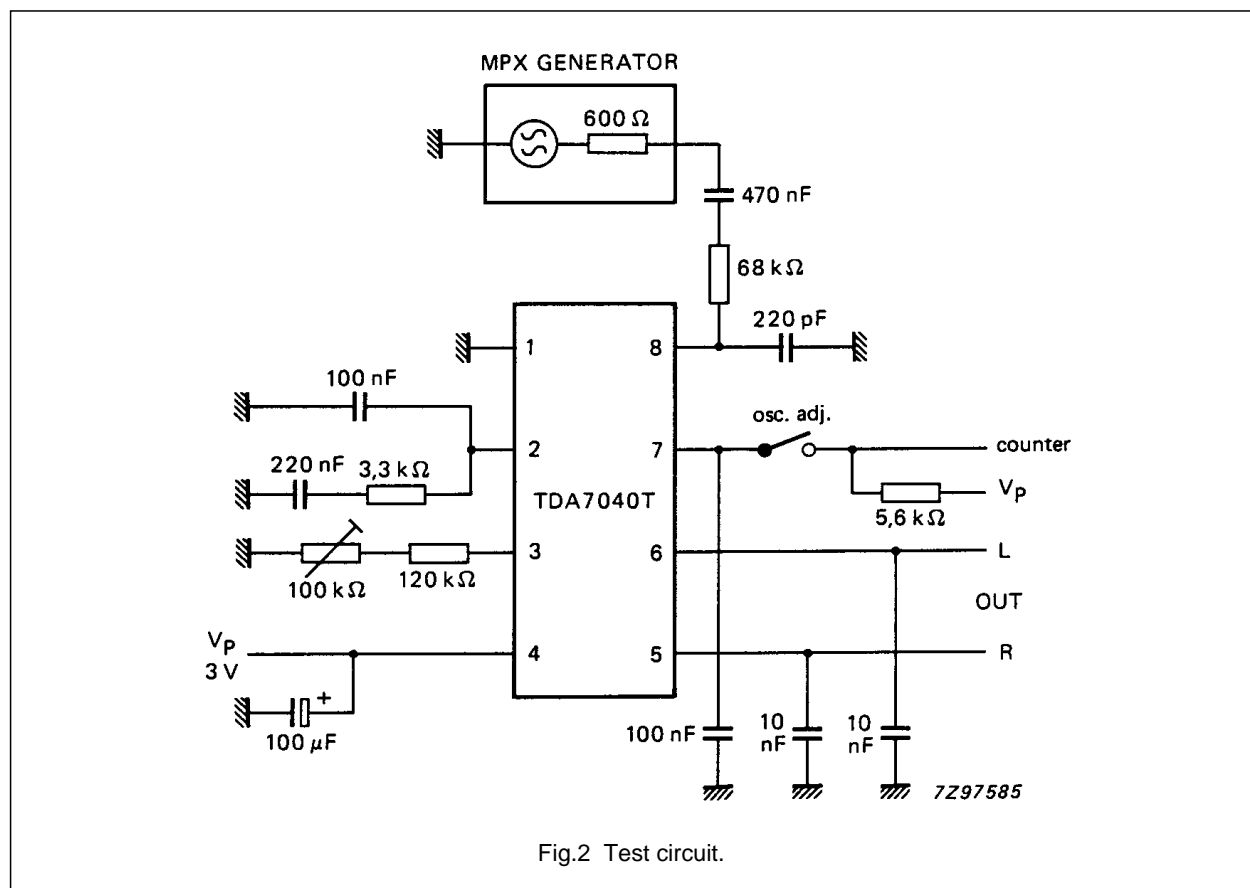 MPX GENERATOR
600 Ω
470 nF
68 kΩ
220 pF
1
8
100 nF
osc. adj.
2
7
counter
220 nF
3,3 kΩ
VP
TDA7040T
5,6 kΩ
3
6
L
100 kΩ
120 kΩ
OUT
VP
3 V
4
5
R
+
100 µF
100 nF
10
nF
10
nF
7Z97585
Fig.2 Test circuit.